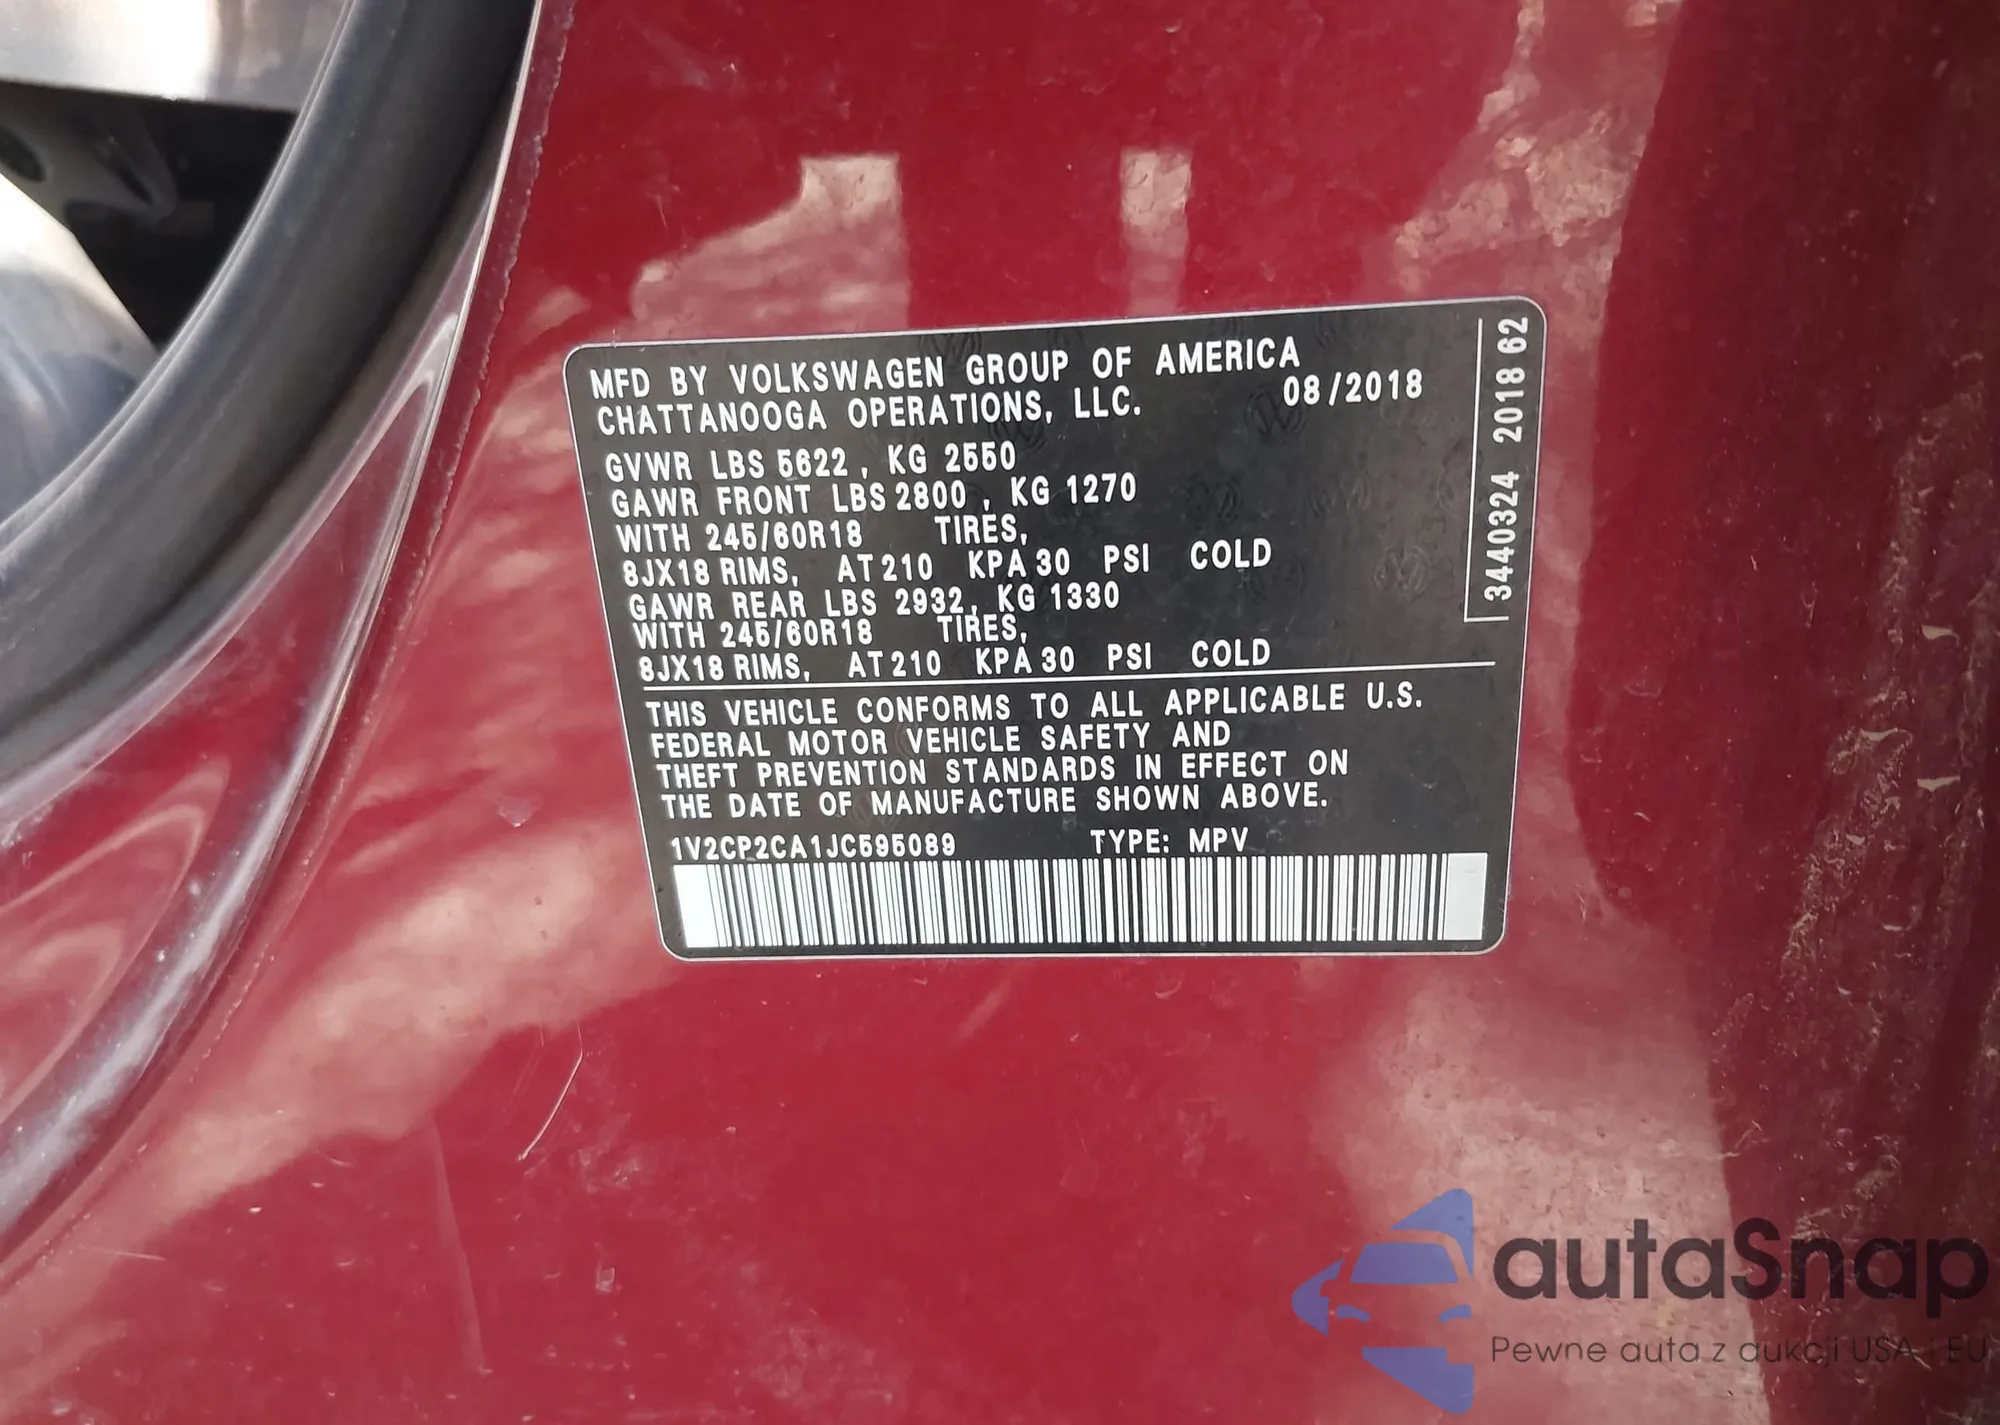 MFD BY VOLKSWAGEN GROUP OF AMERICA
CHATTANOOGA OPERATIONS, LLC. 08/2018
GVWR LBS 5622 , KG 2550
GAWR FRONT LBS 2800 , KG 1270
WITH 245/60R18 TIRES,
8JX18 RIMS, AT 210 KPA 30 PSI COLD
GAWR REAR LBS 2932, KG 1330
WITH 245/60R18 TIRES,
8JX18 RIMS, AT 210 KPA 30 PSI COLD
THIS VEHICLE CONFORMS TO ALL APPLICABLE U.S.
FEDERAL MOTOR VEHICLE SAFETY AND
THEFT PREVENTION STANDARDS IN EFFECT ON
THE DATE OF MANUFACTURE SHOWN ABOVE.
1V2CP2CA1JC595089 TYPE: MPV
3440324 2018 62
autaSnap
Pewne auta z aukcji USA i EU